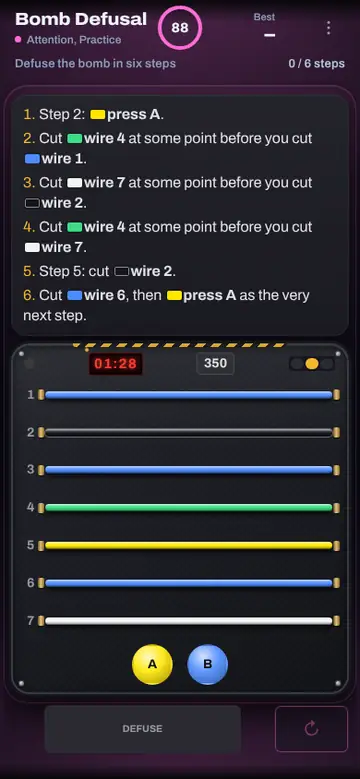 Bomb Defusal
Attention, Practice
88
Best
–
Defuse the bomb in six steps
0 / 6 steps
1. Step 2: press A.
2. Cut wire 4 at some point before you cut
wire 1.
3. Cut wire 7 at some point before you cut
wire 2.
4. Cut wire 4 at some point before you cut
wire 7.
5. Step 5: cut wire 2.
6. Cut wire 6, then press A as the very
next step.
01:28
350
1
2
3
4
5
6
7
A B
DEFUSE